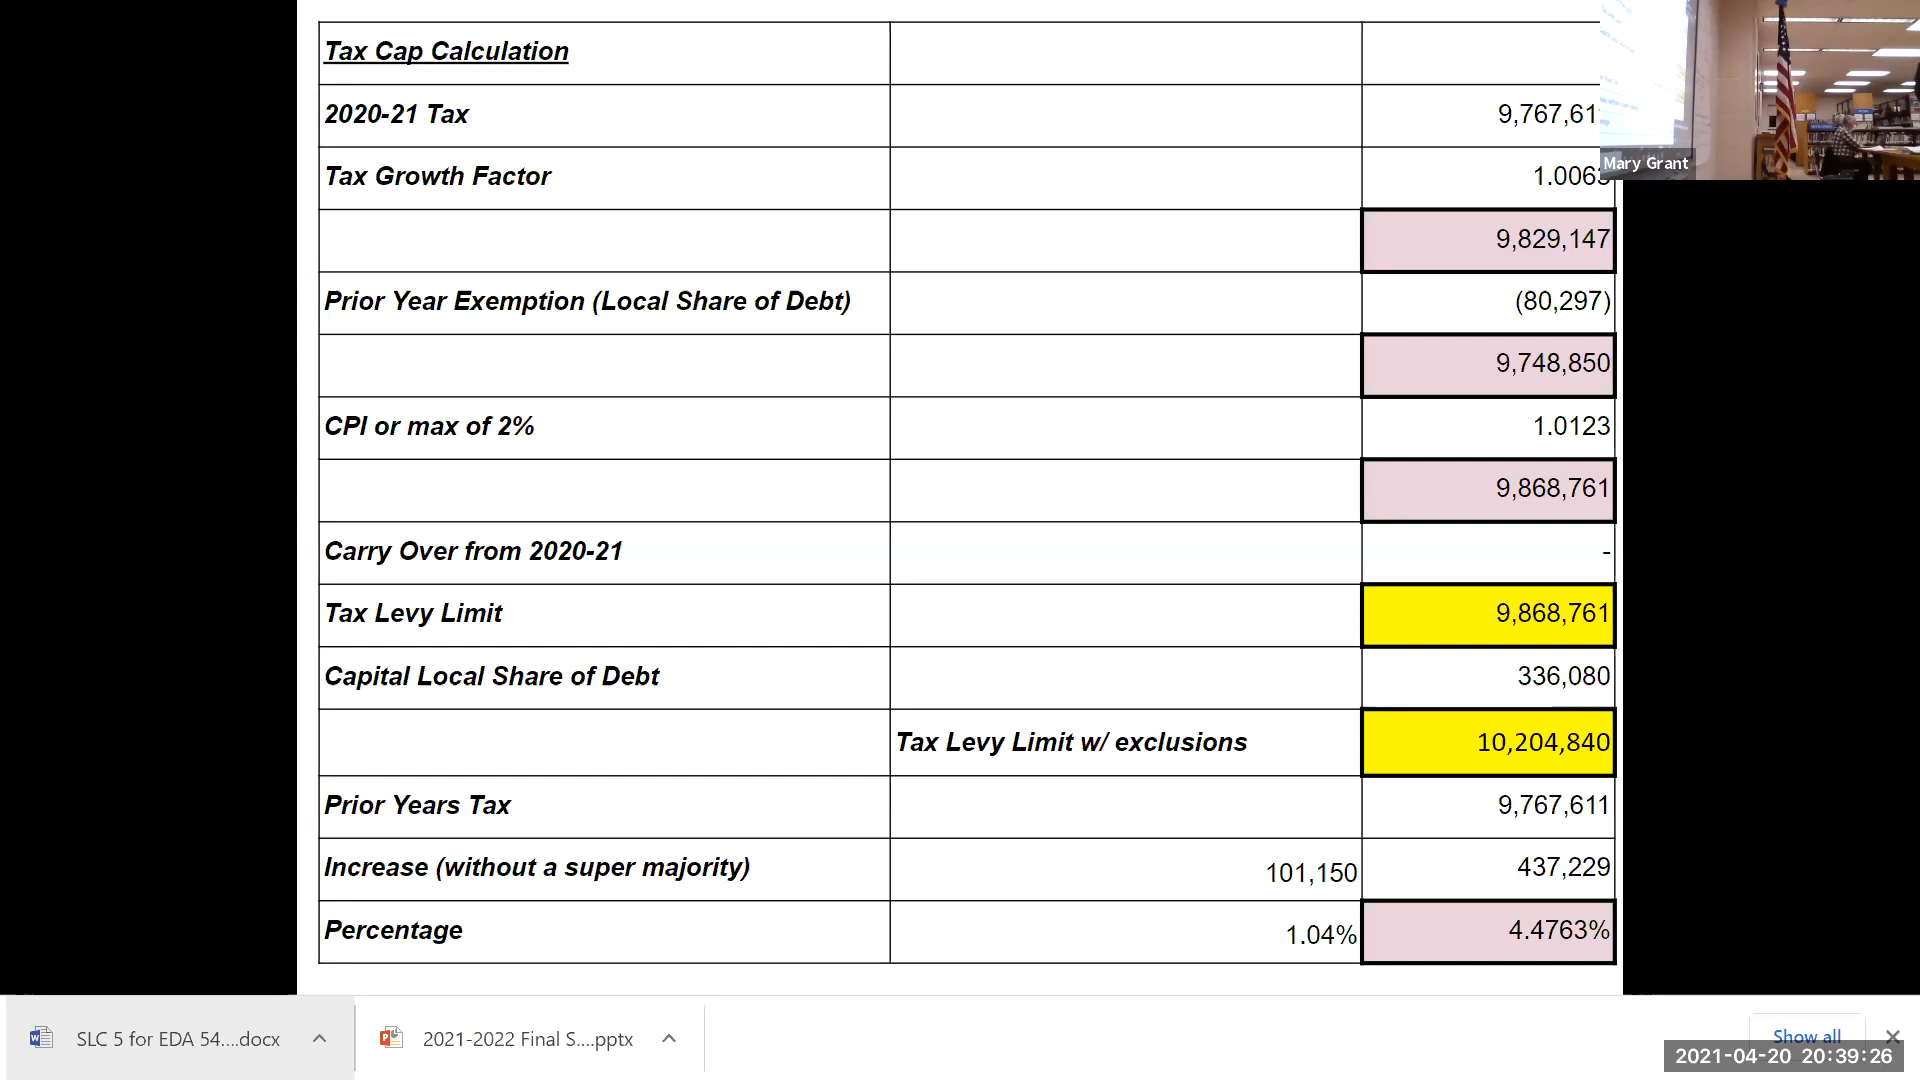 Tax Cap Calculation
2020-21 Tax 9,767,61
Tax Growth Factor 1.0063
9,829,147
Prior Year Exemption (Local Share of Debt) (80,297)
9,748,850
CPI or max of 2% 1.0123
9,868,761
Carry Over from 2020-21 -
Tax Levy Limit 9,868,761
Capital Local Share of Debt 336,080
Tax Levy Limit w/ exclusions 10,204,840
Prior Years Tax 9,767,611
Increase (without a super majority) 101,150 437,229
Percentage 1.04% 4.4763%
Mary Grant
SLC 5 for EDA 54....docx
2021-2022 Final S....pptx
Show all
2021-04-20 20:39:26